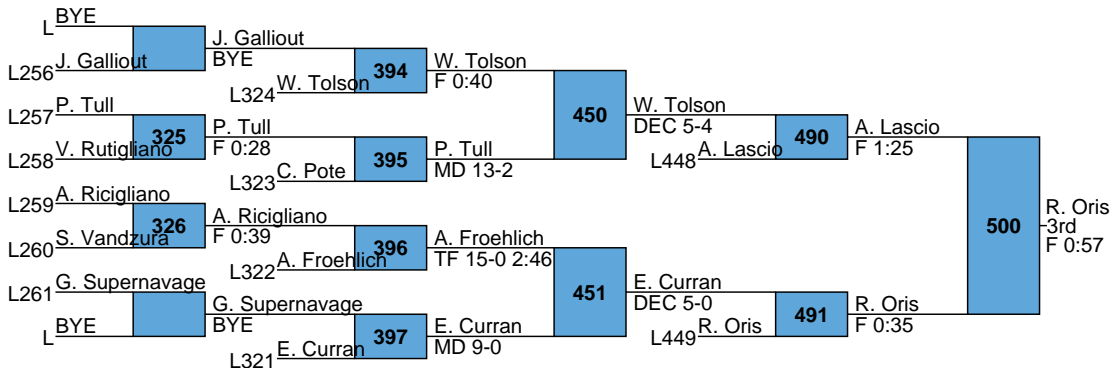 L BYE
L256 J. Galliout
J. Galliout
BYE
L324 W. Tolson
394
W. Tolson
F 0:40
L257 P. Tull
325
L258 V. Rutigliano
P. Tull
F 0:28
L323 C. Pote
395
P. Tull
MD 13-2
450
W. Tolson
DEC 5-4
L448 A. Lascio
490
A. Lascio
F 1:25
L259 A. Ricigliano
326
L260 S. Vandzura
A. Ricigliano
F 0:39
L322 A. Froehlich
396
A. Froehlich
TF 15-0 2:46
L261 G. Supernavage
L BYE
G. Supernavage
BYE
L321 E. Curran
397
E. Curran
MD 9-0
451
E. Curran
DEC 5-0
L449 R. Oris
491
R. Oris
F 0:35
500
R. Oris
3rd
F 0:57